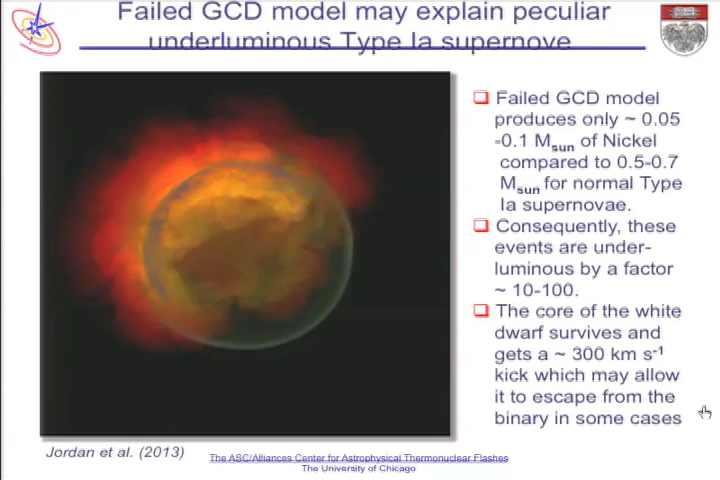 Failed GCD model may explain peculiar
underluminous Type Ia supernove
Failed GCD model
produces only ~ 0.05
-0.1 Msun of Nickel
compared to 0.5-0.7
Msun for normal Type
Ia supernovae.
Consequently, these
events are under-
luminous by a factor
~ 10-100.
The core of the white
dwarf survives and
gets a ~ 300 km s-1
kick which may allow
it to escape from the
binary in some cases
Jordan et al. (2013)
The ASC/Alliances Center for Astrophysical Thermonuclear Flashes
The University of Chicago